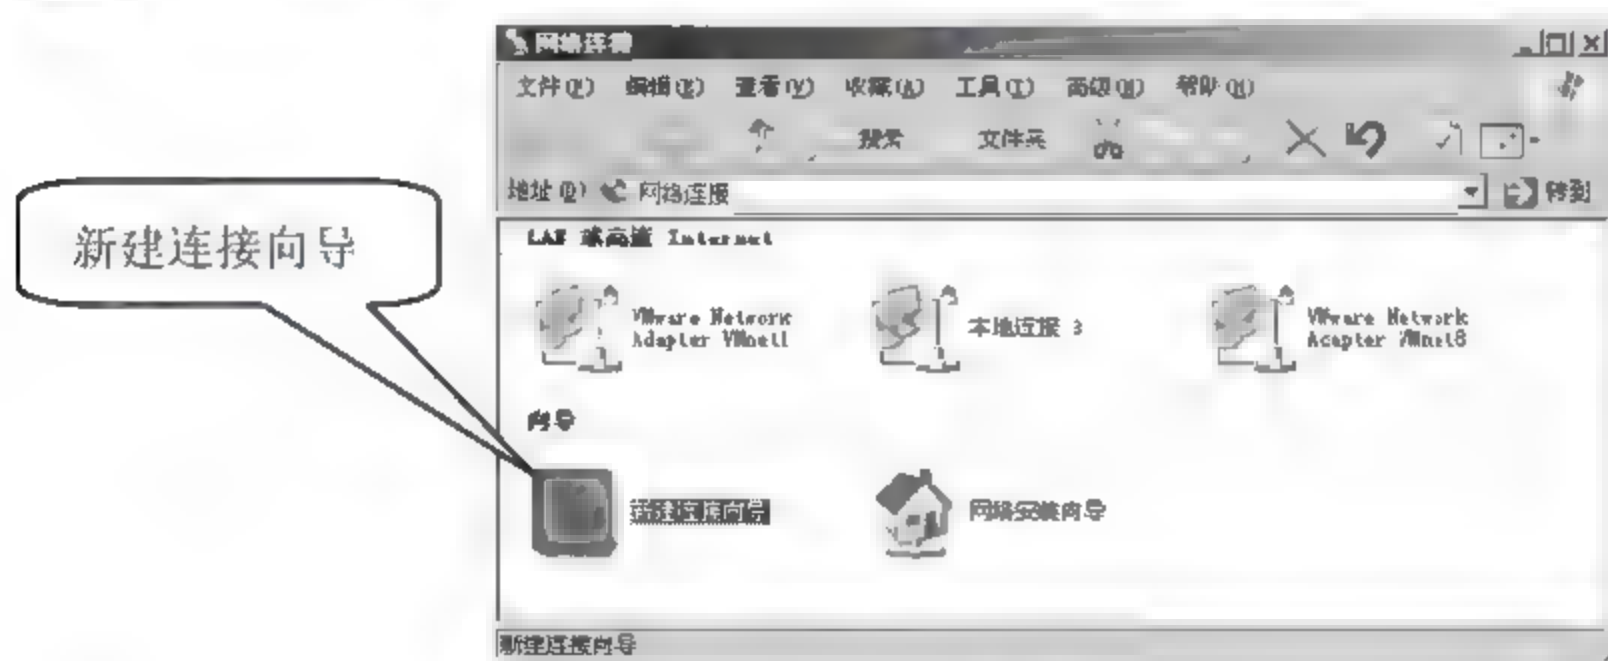 网络连接
文件(F) 编辑(E) 查看(V) 收藏(A) 工具(T) 高级(N) 帮助(H)
搜索 文件夹
地址(D) 网络连接 转到
新建连接向导
LAN 或高速 Internet
VMware Network
Adapter VMnet1
本地连接 3
VMware Network
Adapter VMnet8
向导
新建连接向导
网络安装向导
新建连接向导